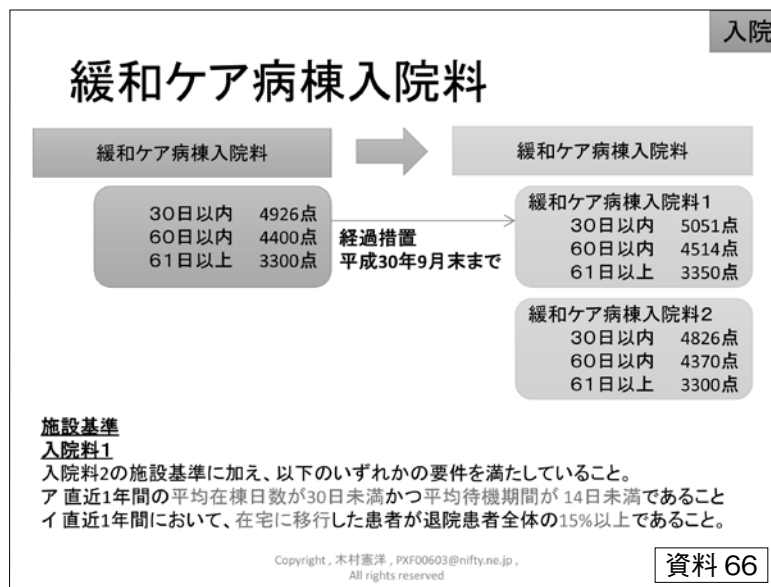 入院
緩和ケア病棟入院料
緩和ケア病棟入院料
緩和ケア病棟入院料
30日以内 4926点
60日以内 4400点
61日以上 3300点
経過措置
平成30年9月末まで
緩和ケア病棟入院料1
30日以内 5051点
60日以内 4514点
61日以上 3350点
緩和ケア病棟入院料2
30日以内 4826点
60日以内 4370点
61日以上 3300点
施設基準
入院料1
入院料2の施設基準に加え、以下のいずれかの要件を満たしていること。
ア 直近1年間の平均在棟日数が30日未満かつ平均待機期間が 14日未満であること
イ 直近1年間において、在宅に移行した患者が退院患者全体の15%以上であること。
Copyright , 木村憲洋 , PXF00603@nifty.ne.jp ,
All rights reserved
資料 66